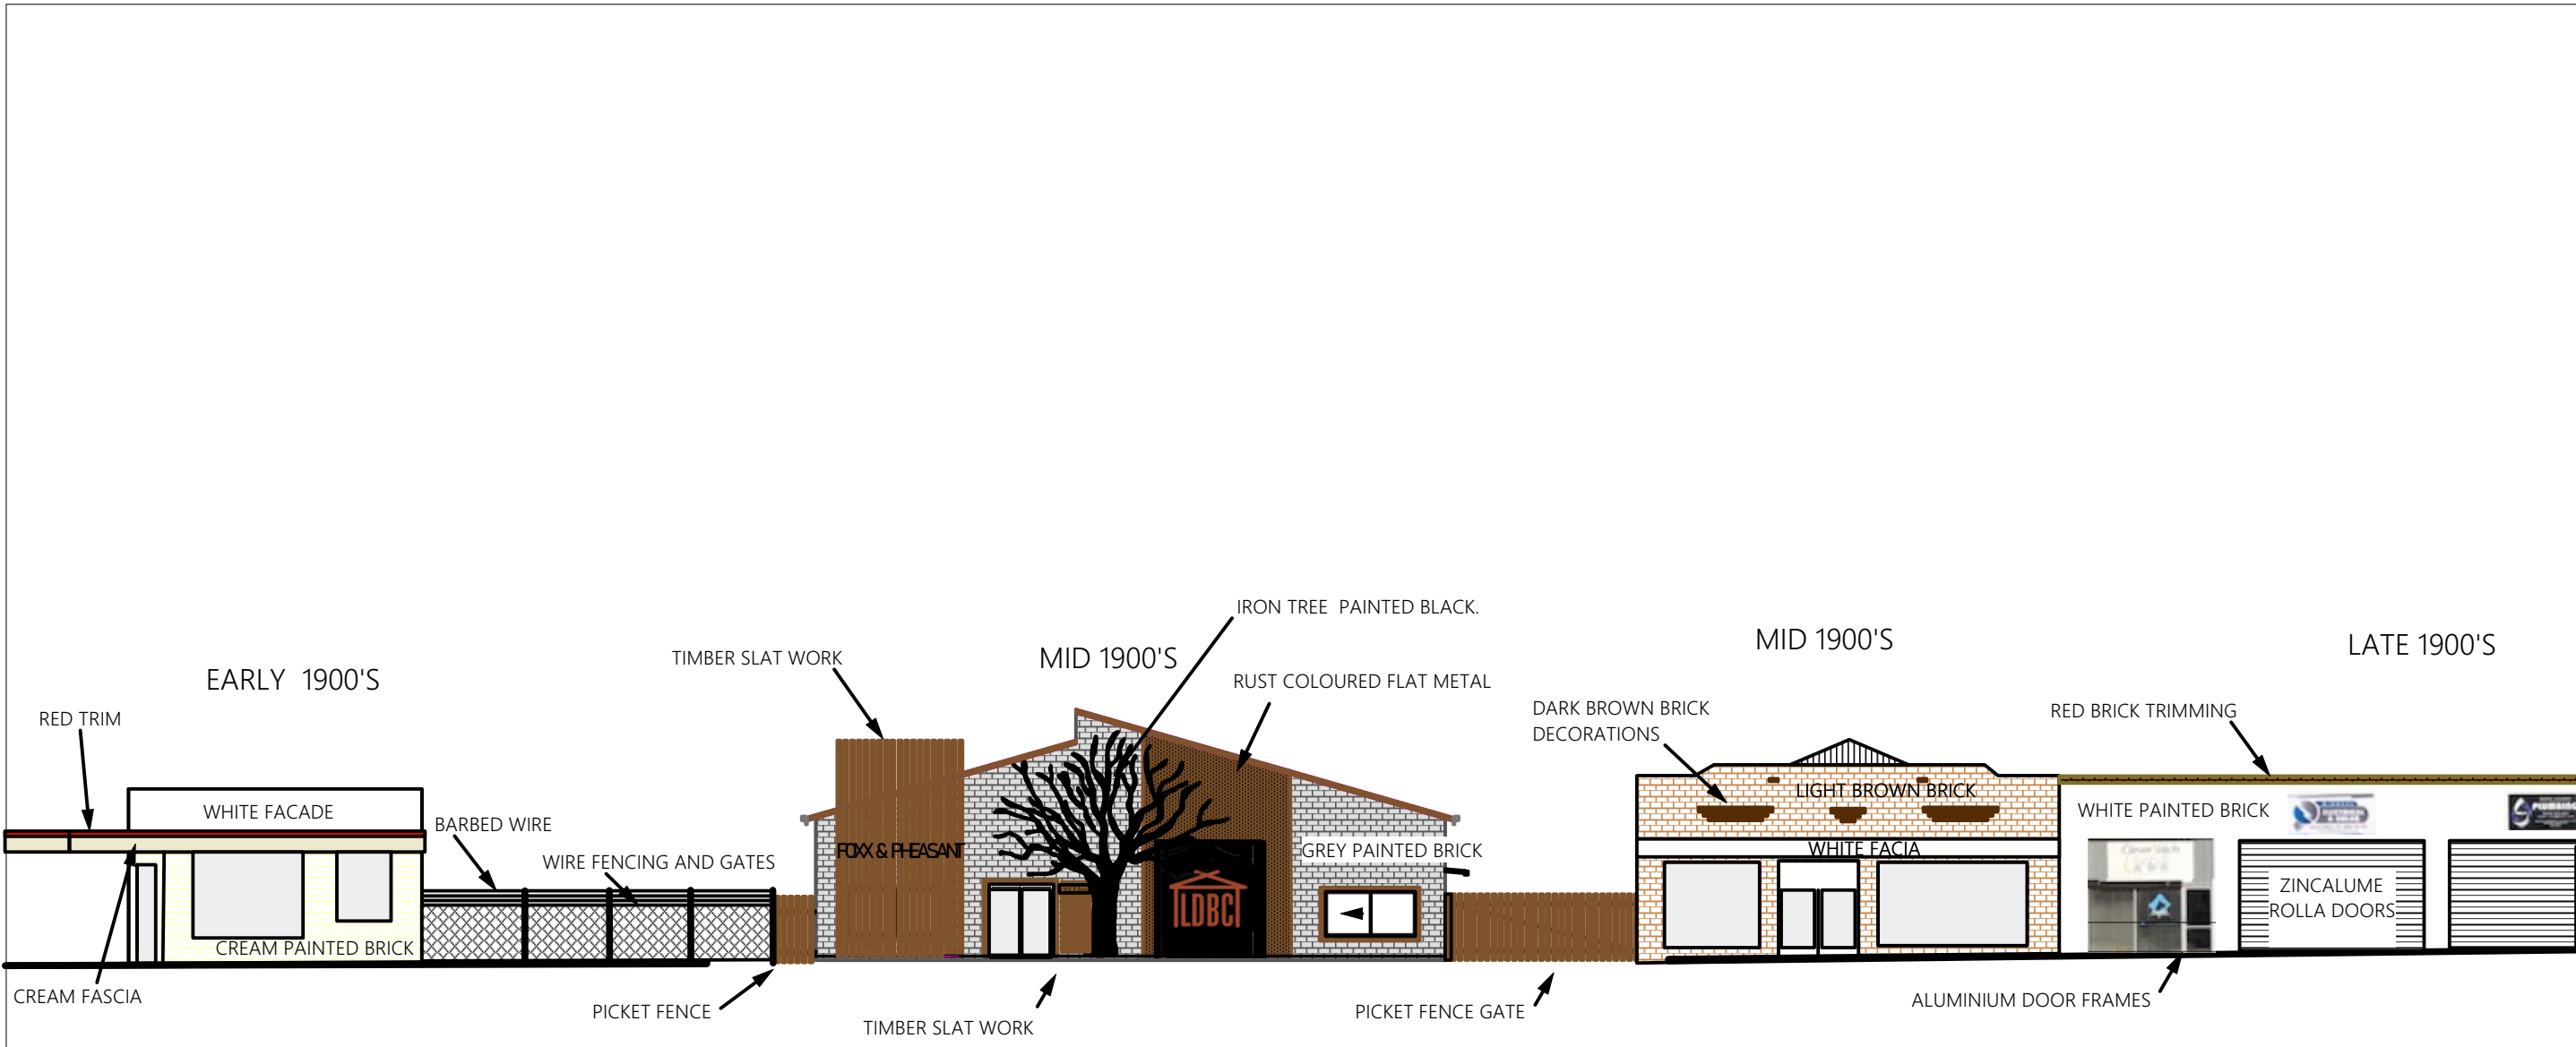 IRON TREE  PAINTED BLACK.
MID 1900'S
LATE 1900'S
TIMBER SLAT WORK
MID 1900'S
EARLY  1900'S
RUST COLOURED FLAT METAL
DARK BROWN BRICK
DECORATIONS
RED BRICK TRIMMING
RED TRIM
LIGHT BROWN BRICK
WHITE FACADE
WHITE PAINTED BRICK
BARBED WIRE
WIRE FENCING AND GATES
FOXX & PHEASANT
GREY PAINTED BRICK
WHITE FACIA
ZINCALUME
ROLLA DOORS
LDBC
CREAM PAINTED BRICK
CREAM FASCIA
PICKET FENCE
TIMBER SLAT WORK
PICKET FENCE GATE
ALUMINIUM DOOR FRAMES